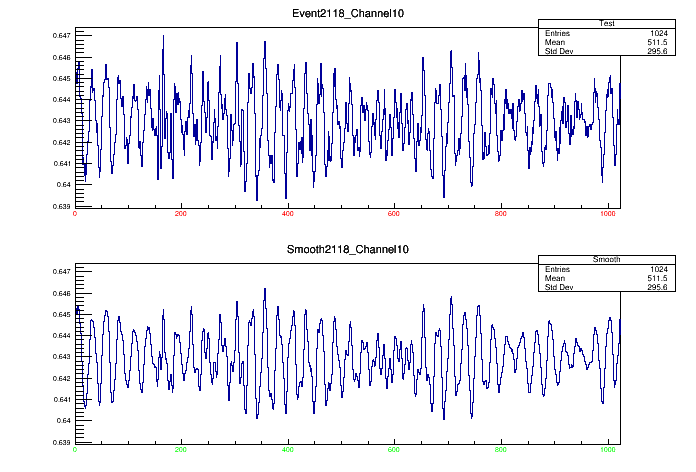 Event2118_Channel10
Test
Entries 1024
Mean 511.5
Std Dev 295.6
0.647
0.646
0.645
0.644
0.643
0.642
0.641
0.64
0.639
0 200 400 600 800 1000
Smooth2118_Channel10
Smooth
Entries 1024
Mean 511.5
Std Dev 295.6
0.647
0.646
0.645
0.644
0.643
0.642
0.641
0.64
0.639
0 200 400 600 800 1000